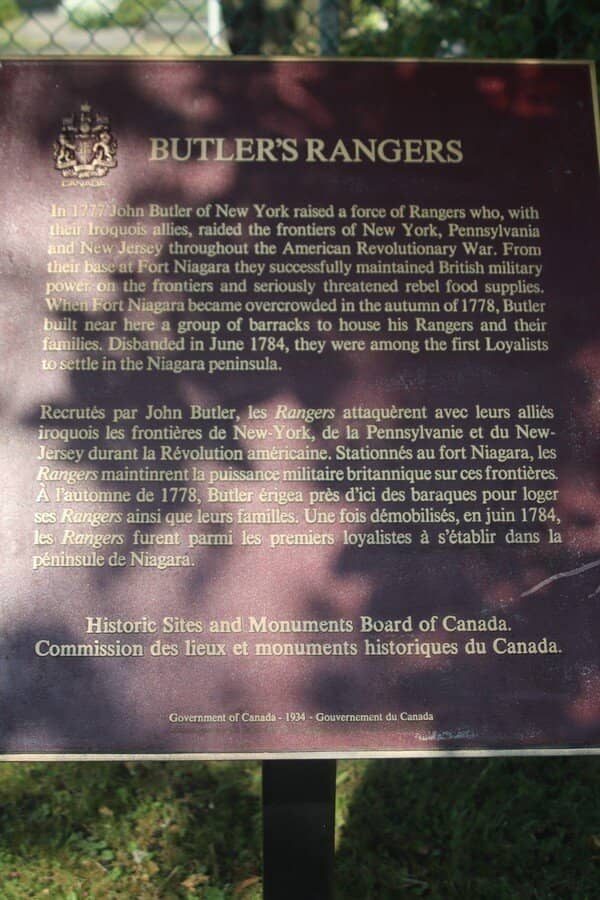 CANADA
BUTLER'S RANGERS
In 1777 John Butler of New York raised a force of Rangers who, with
their Iroquois allies, raided the frontiers of New York, Pennsylvania
and New Jersey throughout the American Revolutionary War. From
their base at Fort Niagara they successfully maintained British military
power on the frontiers and seriously threatened rebel food supplies.
When Fort Niagara became overcrowded in the autumn of 1778, Butler
built near here a group of barracks to house his Rangers and their
families. Disbanded in June 1784, they were among the first Loyalists
to settle in the Niagara peninsula.
Recrutés par John Butler, les Rangers attaquèrent avec leurs alliés
iroquois les frontières de New-York, de la Pennsylvanie et du New-
Jersey durant la Révolution américaine. Stationnés au fort Niagara, les
Rangers maintinrent la puissance militaire britannique sur ces frontières.
À l'automne de 1778, Butler érigea près d'ici des baraques pour loger
ses Rangers ainsi que leurs familles. Une fois démobilisés, en juin 1784,
les Rangers furent parmi les premiers loyalistes à s'établir dans la
péninsule de Niagara.
Historic Sites and Monuments Board of Canada.
Commission des lieux et monuments historiques du Canada.
Government of Canada - 1934 - Gouvernement du Canada